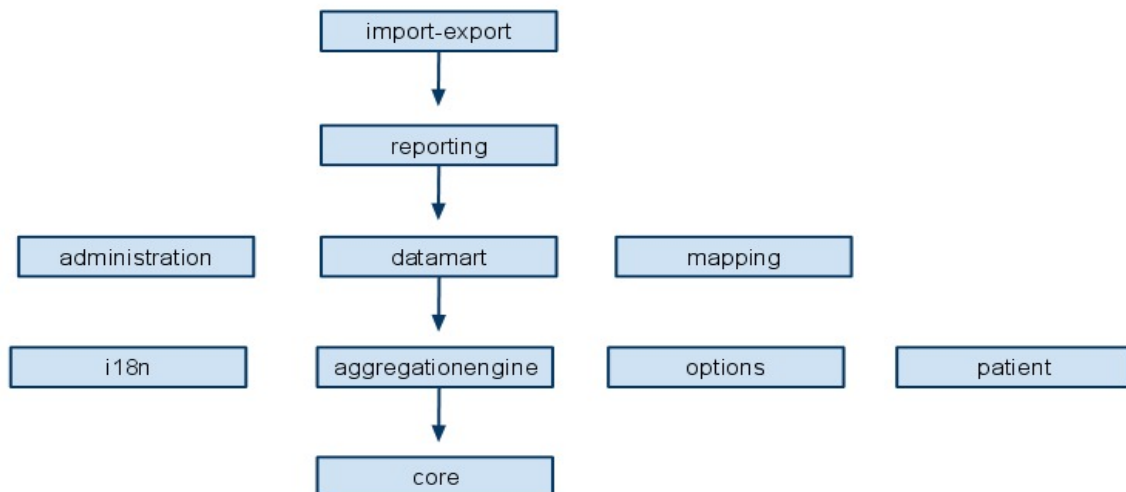 import-export
reporting
administration
datamart
mapping
i18n
aggregationengine
options
patient
core